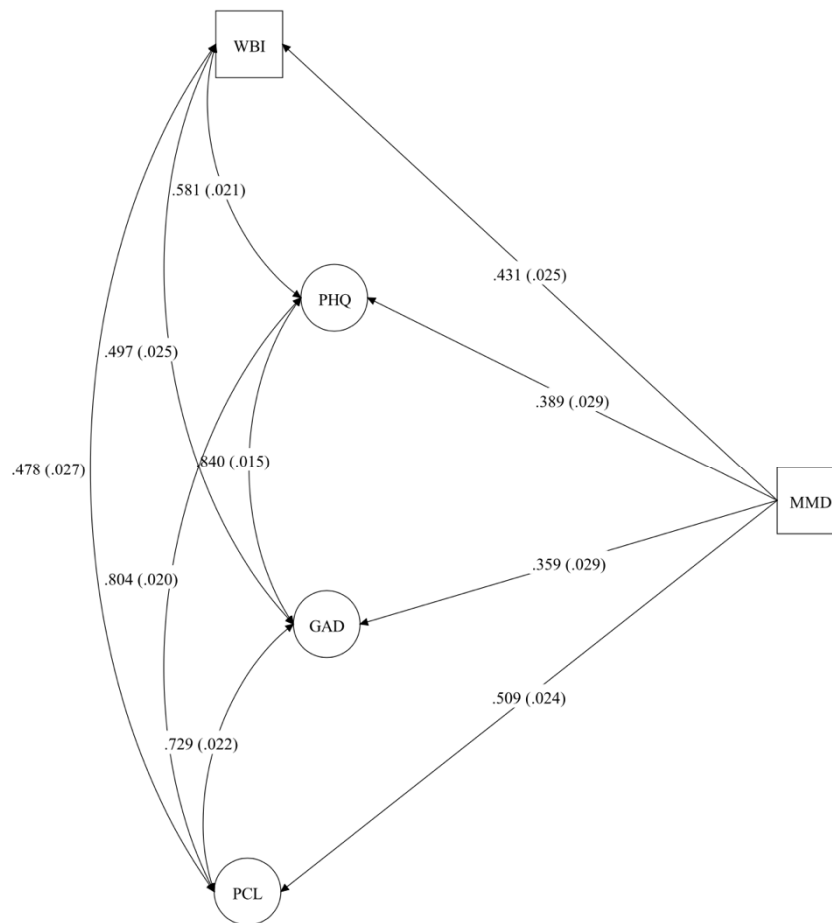 WBI
.581 (.021)
.431 (.025)
PHQ
.497 (.025)
.389 (.029)
.478 (.027)
.840 (.015)
MMD
.804 (.020)
.359 (.029)
GAD
.509 (.024)
.729 (.022)
PCL